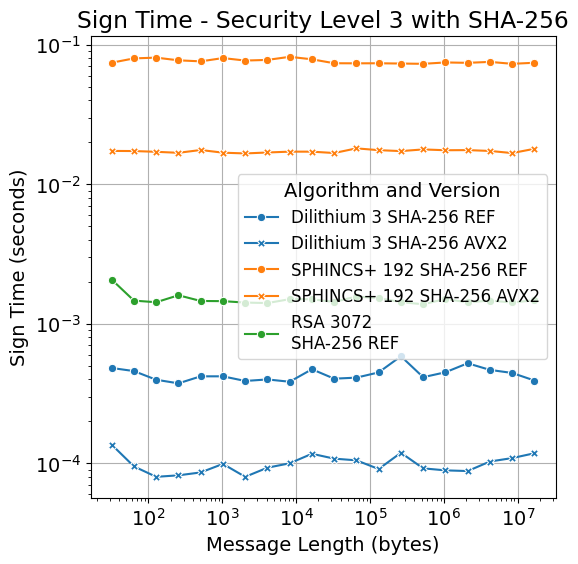 Sign Time - Security Level 3 with SHA-256
10⁻¹
10⁻²
10⁻³
10⁻⁴
Sign Time (seconds)
Algorithm and Version
Dilithium 3 SHA-256 REF
Dilithium 3 SHA-256 AVX2
SPHINCS+ 192 SHA-256 REF
SPHINCS+ 192 SHA-256 AVX2
RSA 3072
SHA-256 REF
10² 10³ 10⁴ 10⁵ 10⁶ 10⁷
Message Length (bytes)